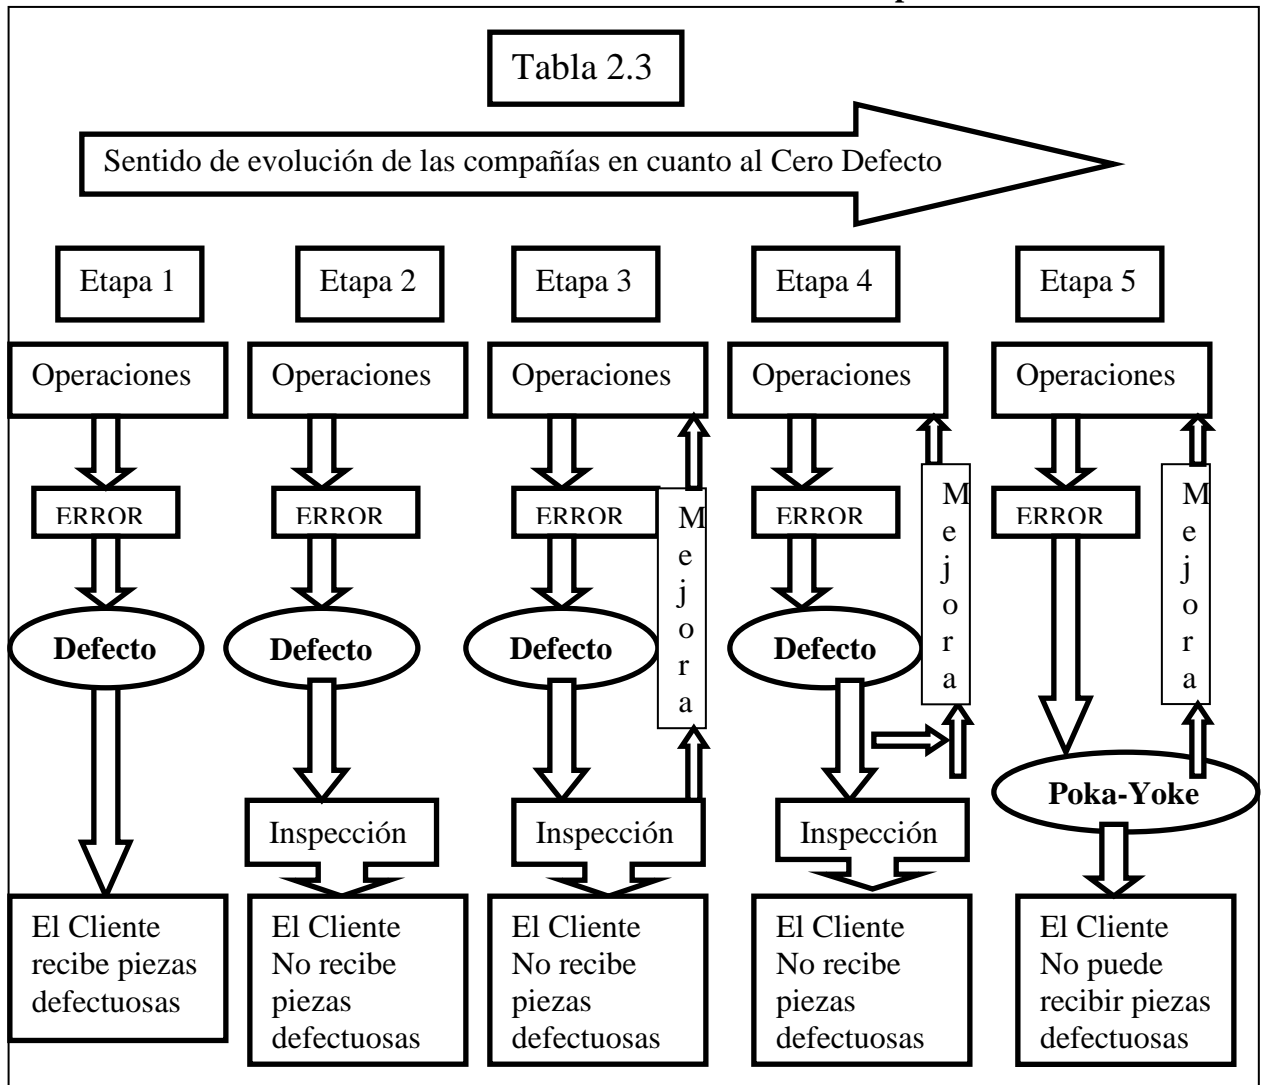 Tabla 2.3
Sentido de evolución de las compañías en cuanto al Cero Defecto
Etapa 1
Etapa 2
Etapa 3
Etapa 4
Etapa 5
Operaciones
Operaciones
Operaciones
Operaciones
Operaciones
ERROR
ERROR
ERROR
ERROR
ERROR
Mejora
Mejora
Mejora
Defecto
Defecto
Defecto
Defecto
Poka-Yoke
Inspección
Inspección
Inspección
El Cliente
recibe piezas
defectuosas
El Cliente
No recibe
piezas
defectuosas
El Cliente
No recibe
piezas
defectuosas
El Cliente
No recibe
piezas
defectuosas
El Cliente
No puede
recibir piezas
defectuosas